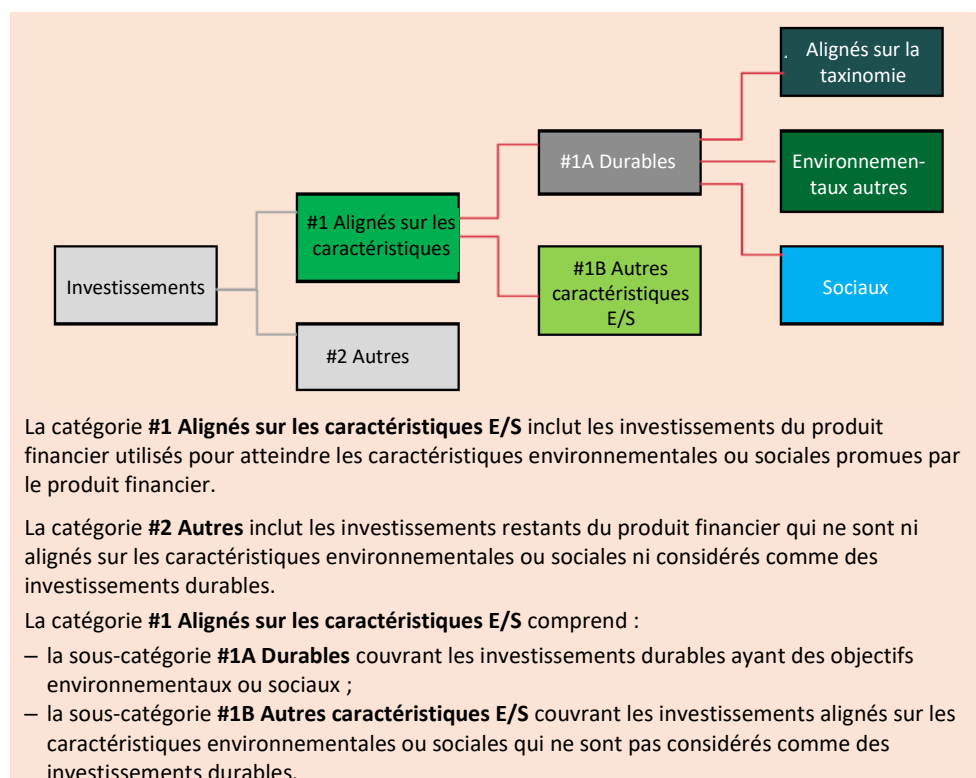 . Alignés sur la
taxinomie
#1A Durables
Environnemen-
taux autres
#1 Alignés sur les
caractéristiques
#1B Autres
caractéristiques
E/S
Investissements
Sociaux
#2 Autres
La catégorie #1 Alignés sur les caractéristiques E/S inclut les investissements du produit
financier utilisés pour atteindre les caractéristiques environnementales ou sociales promues par
le produit financier.
La catégorie #2 Autres inclut les investissements restants du produit financier qui ne sont ni
alignés sur les caractéristiques environnementales ou sociales ni considérés comme des
investissements durables.
La catégorie #1 Alignés sur les caractéristiques E/S comprend :
– la sous-catégorie #1A Durables couvrant les investissements durables ayant des objectifs
environnementaux ou sociaux ;
– la sous-catégorie #1B Autres caractéristiques E/S couvrant les investissements alignés sur les
caractéristiques environnementales ou sociales qui ne sont pas considérés comme des
investissements durables.